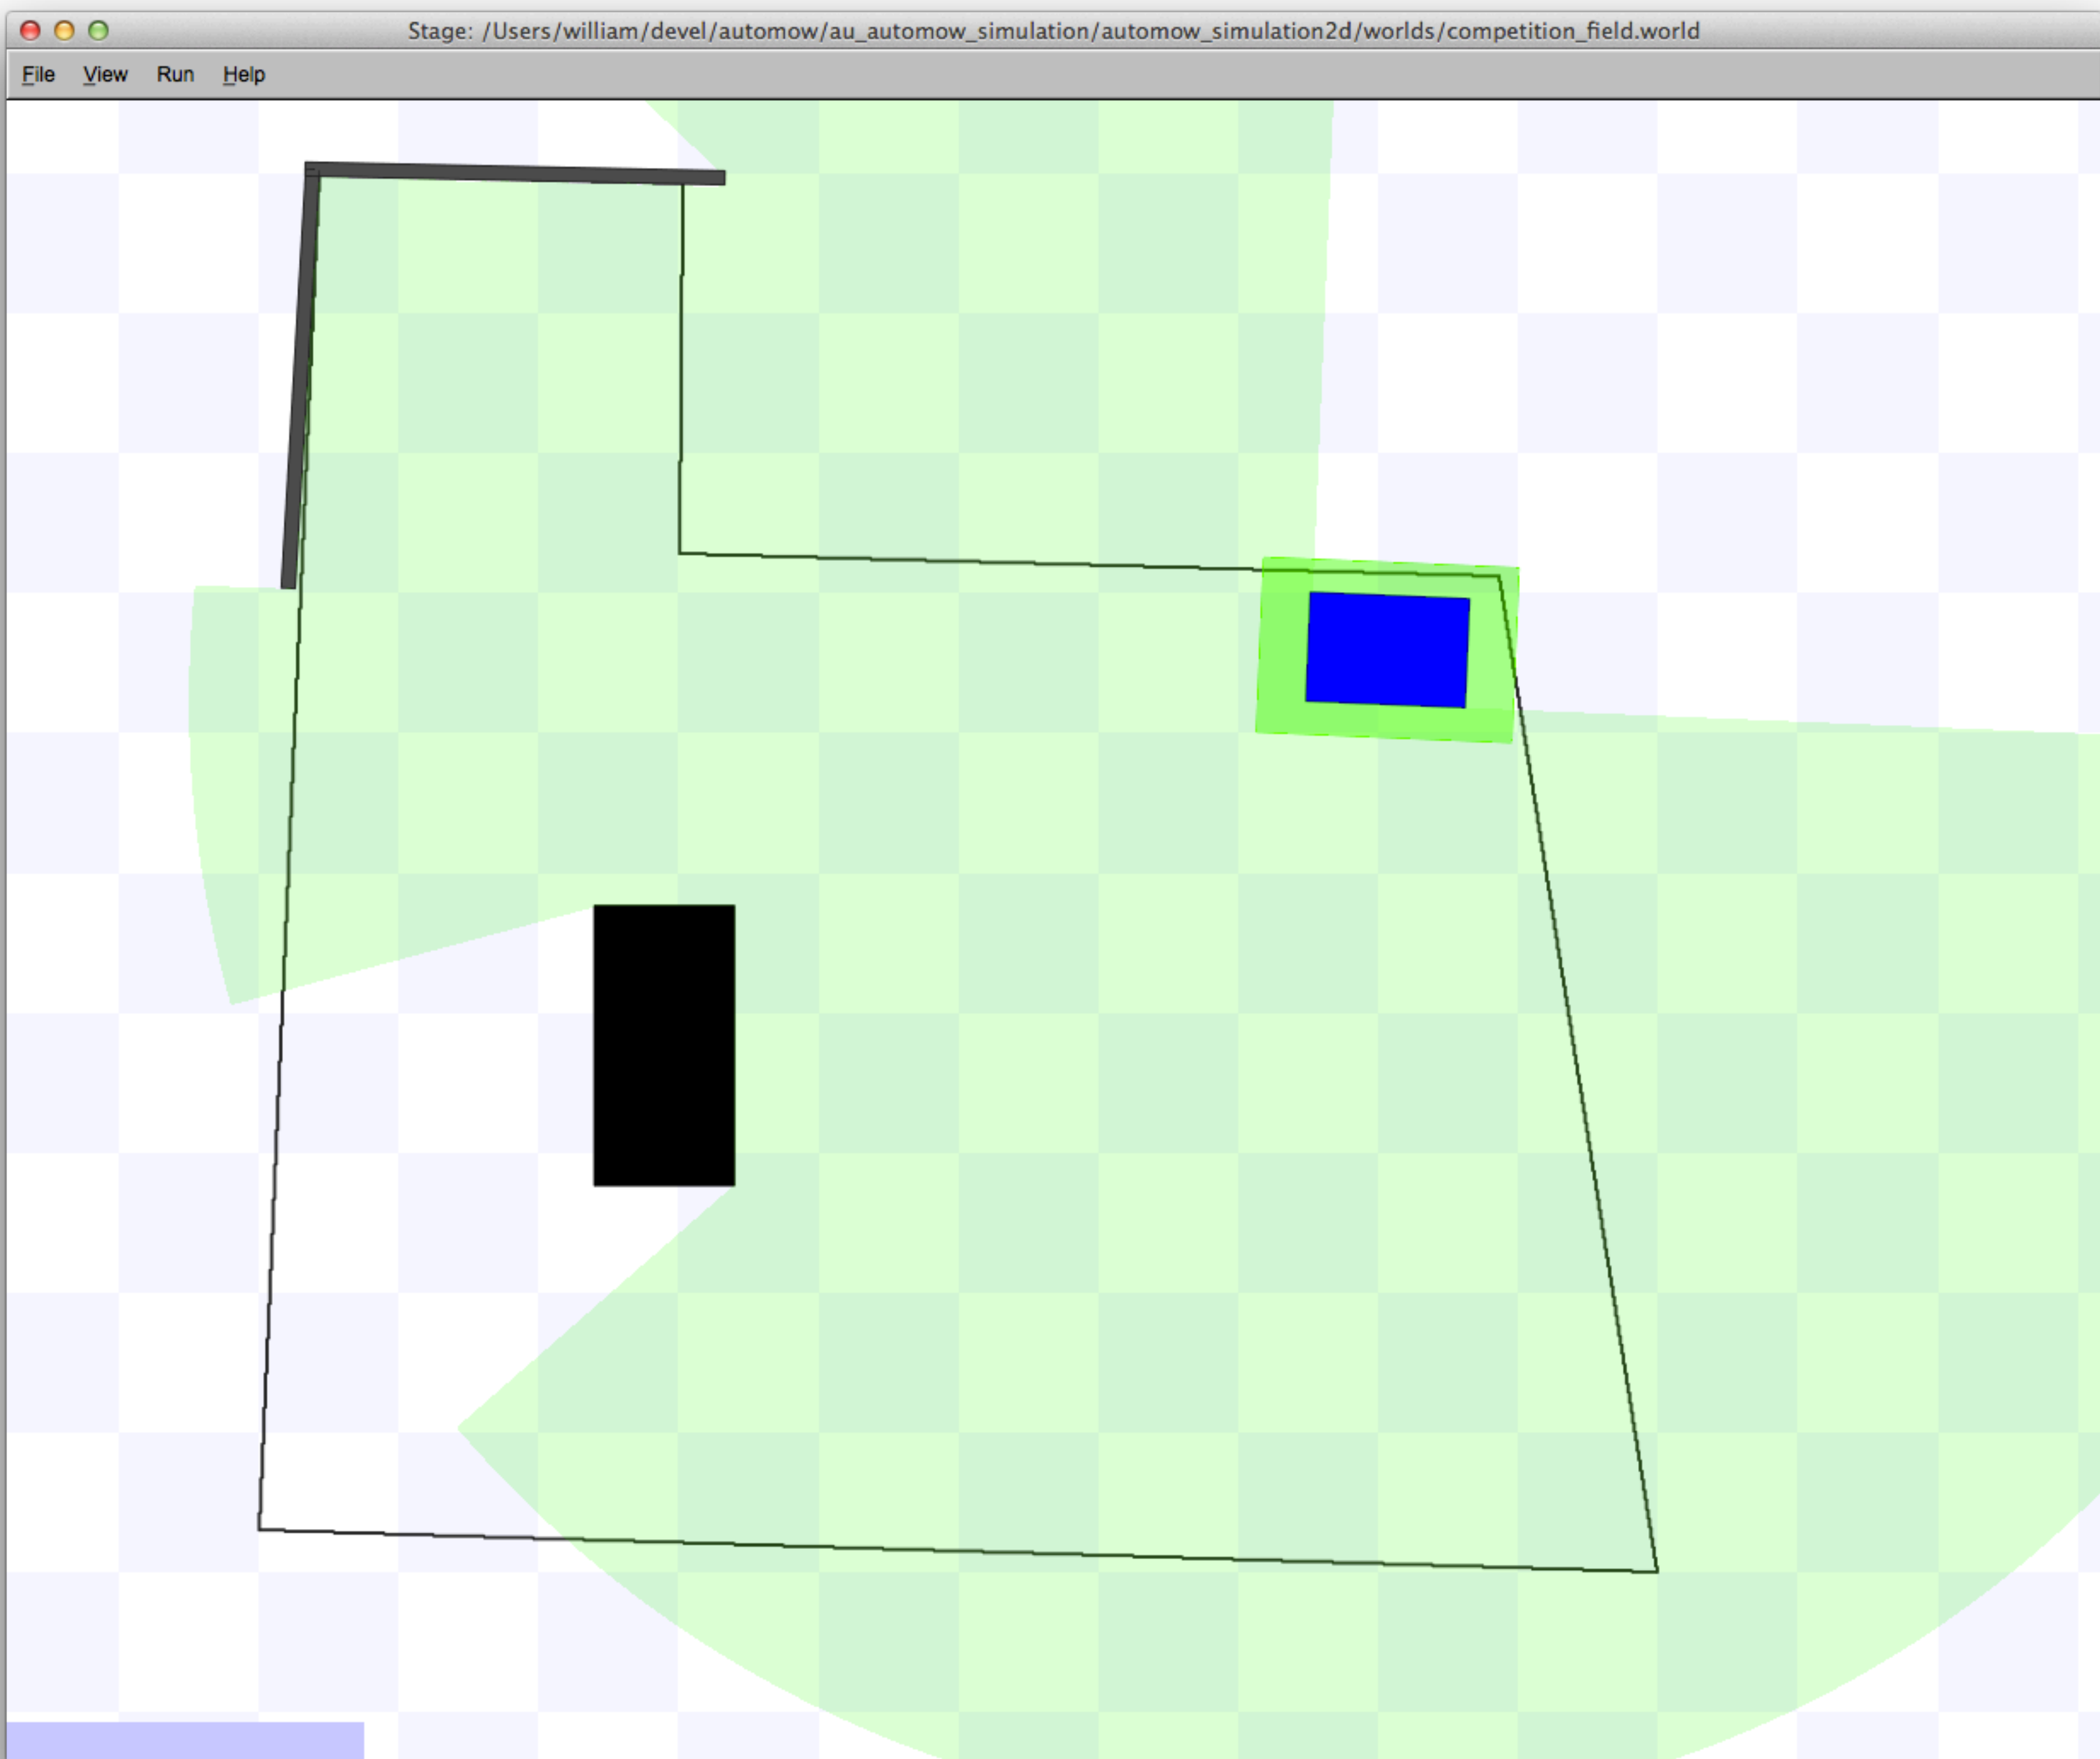 Stage: /Users/william/devel/automow/au_automow_simulation/automow_simulation2d/worlds/competition_field.world
File View Run Help